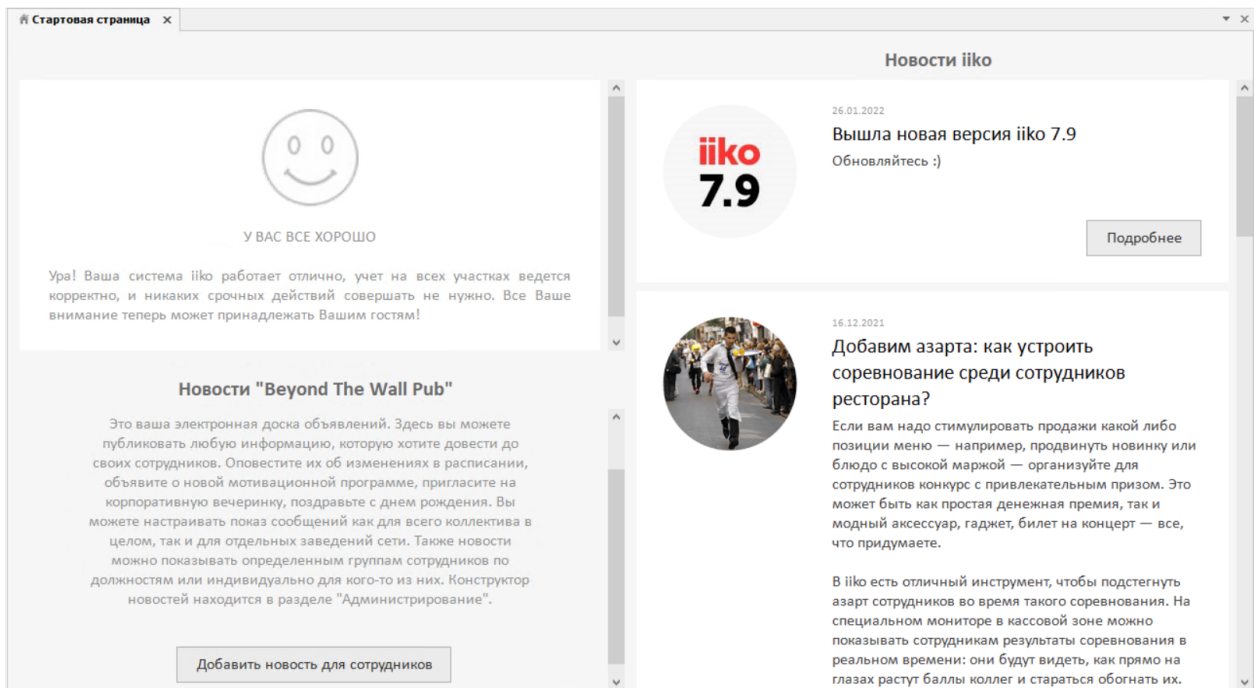 Стартовая страница
У ВАС ВСЕ ХОРОШО
Ура! Ваша система iiko работает отлично, учет на всех участках ведется
корректно, и никаких срочных действий совершать не нужно. Все Ваше
внимание теперь может принадлежать Вашим гостям!
Новости "Beyond The Wall Pub"
Это ваша электронная доска объявлений. Здесь вы можете
публиковать любую информацию, которую хотите довести до
своих сотрудников. Оповестите их об изменениях в расписании,
объявите о новой мотивационной программе, пригласите на
корпоративную вечеринку, поздравьте с днем рождения. Вы
можете настраивать показ сообщений как для всего коллектива в
целом, так и для отдельных заведений сети. Также новости
можно показывать определенным группам сотрудников по
должностям или индивидуально для кого-то из них. Конструктор
новостей находится в разделе "Администрирование".
Добавить новость для сотрудников
Новости iiko
iiko
7.9
26.01.2022
Вышла новая версия iiko 7.9
Обновляйтесь :)
Подробнее
16.12.2021
Добавим азарта: как устроить
соревнование среди сотрудников
ресторана?
Если вам надо стимулировать продажи какой либо
позиции меню — например, продвинуть новинку или
блюдо с высокой маржой — организуйте для
сотрудников конкурс с привлекательным призом. Это
может быть как простая денежная премия, так и
модный аксессуар, гаджет, билет на концерт — все,
что придумаете.
В iiko есть отличный инструмент, чтобы подстегнуть
азарт сотрудников во время такого соревнования. На
специальном мониторе в кассовой зоне можно
показывать сотрудникам результаты соревнования в
реальном времени: они будут видеть, как прямо на
глазах растут баллы коллег и стараться обогнать их.